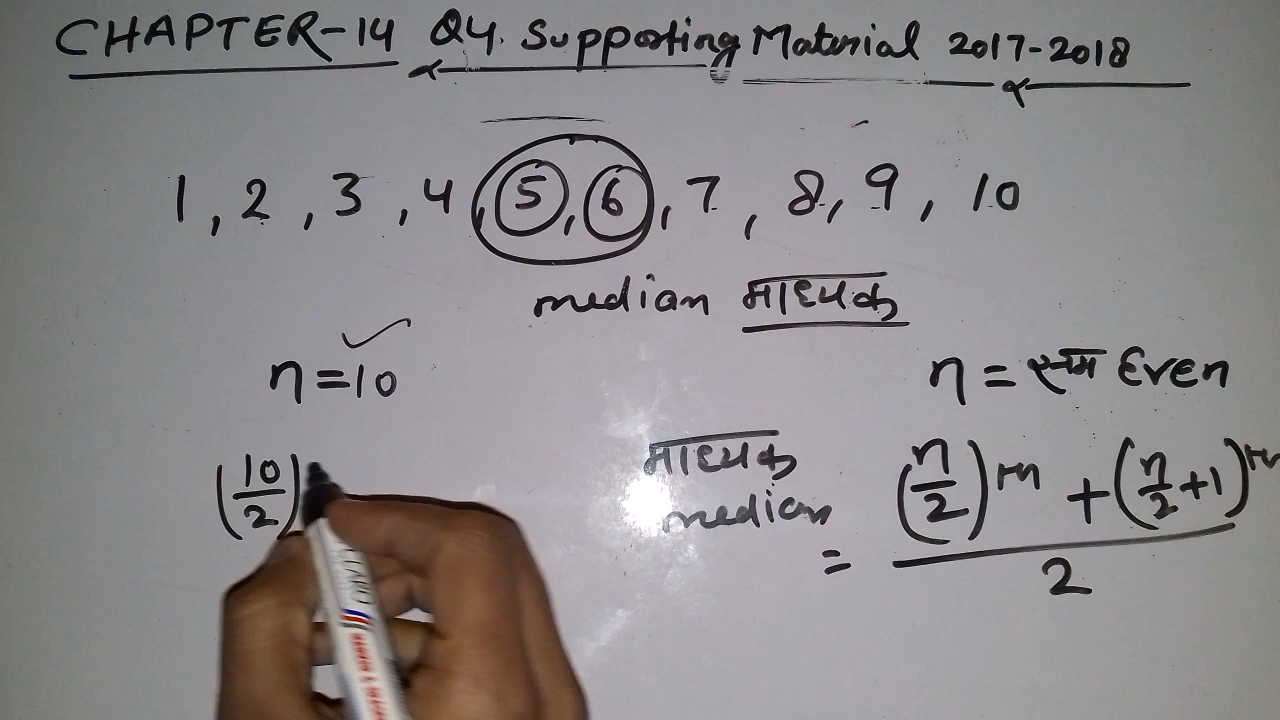 CHAPTER-14 Q4. Supporting Material 2017-2018
1, 2, 3, 4, 5, 6, 7, 8, 9, 10
median माध्यक
n = 10
n = सम Even
(10/2)
माध्यक
median
= ((n/2)th + (n/2+1)th)/2